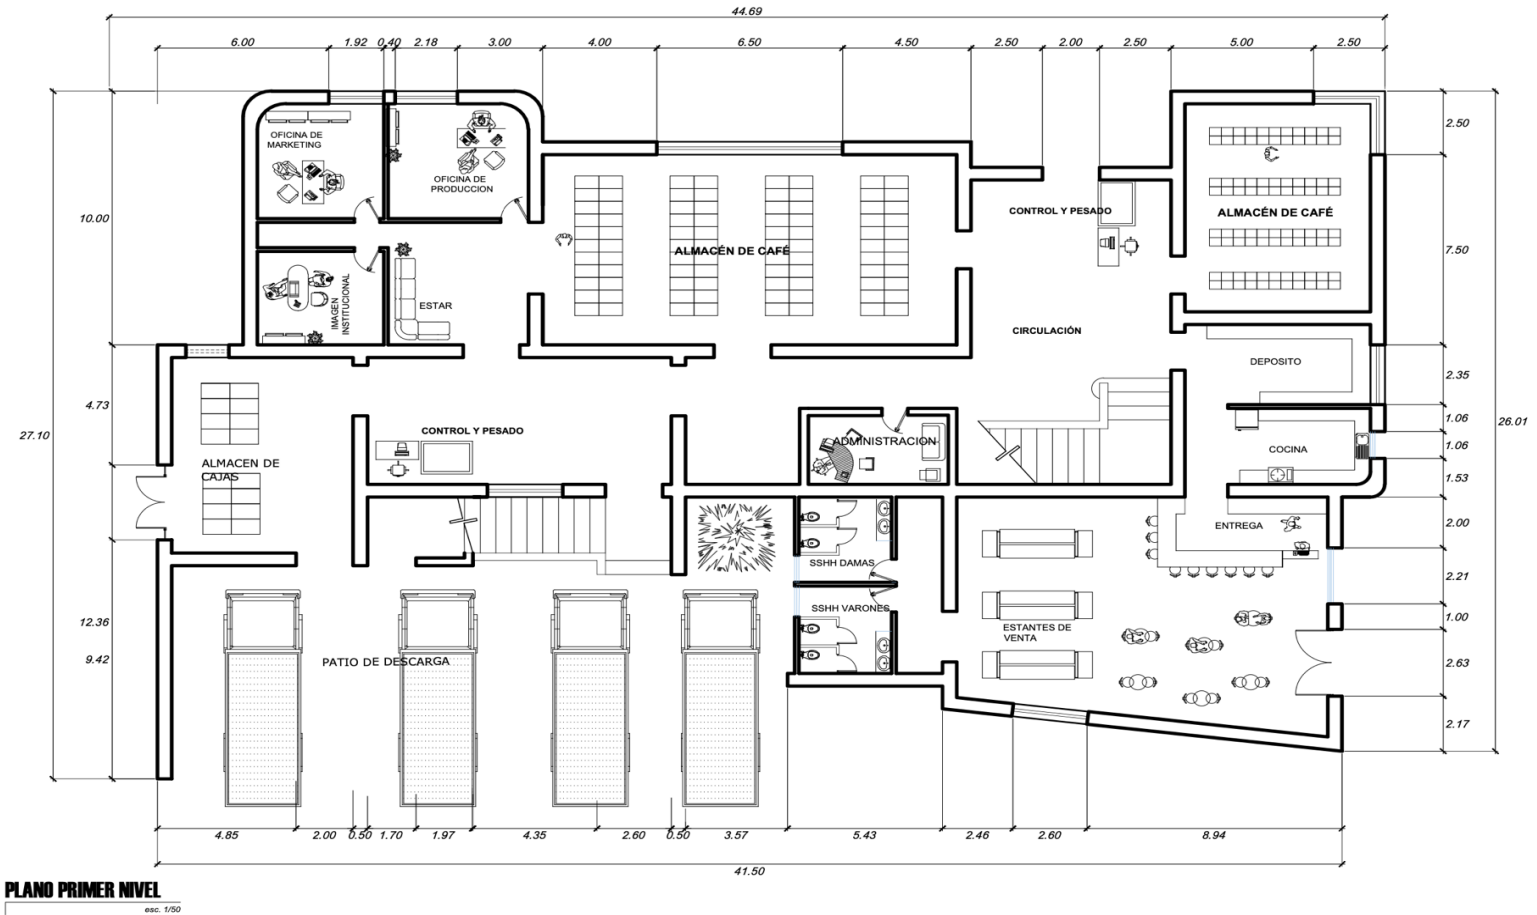 44.69
6.00 1.92 0.40 2.18 3.00 4.00 6.50 4.50 2.50 2.00 2.50 5.00 2.50
OFICINA DE
MARKETING
OFICINA DE
PRODUCCION
2.50
10.00
CONTROL Y PESADO
ALMACÉN DE CAFÉ
ALMACÉN DE CAFÉ
7.50
IMAGEN
INSTITUCIONAL
ESTAR
CIRCULACIÓN
DEPOSITO
2.35
4.73
1.06
27.10
CONTROL Y PESADO
26.01
ADMINISTRACION
1.06
COCINA
ALMACEN DE
CAJAS
1.53
ENTREGA
2.00
SSHH DAMAS
2.21
SSHH VARONES
12.36
1.00
ESTANTES DE
VENTA
9.42
PATIO DE DESCARGA
2.63
2.17
4.85 2.00 0.50 1.70 1.97 4.35 2.60 0.50 3.57 5.43 2.46 2.60 8.94
41.50
PLANO PRIMER NIVEL
esc. 1/50